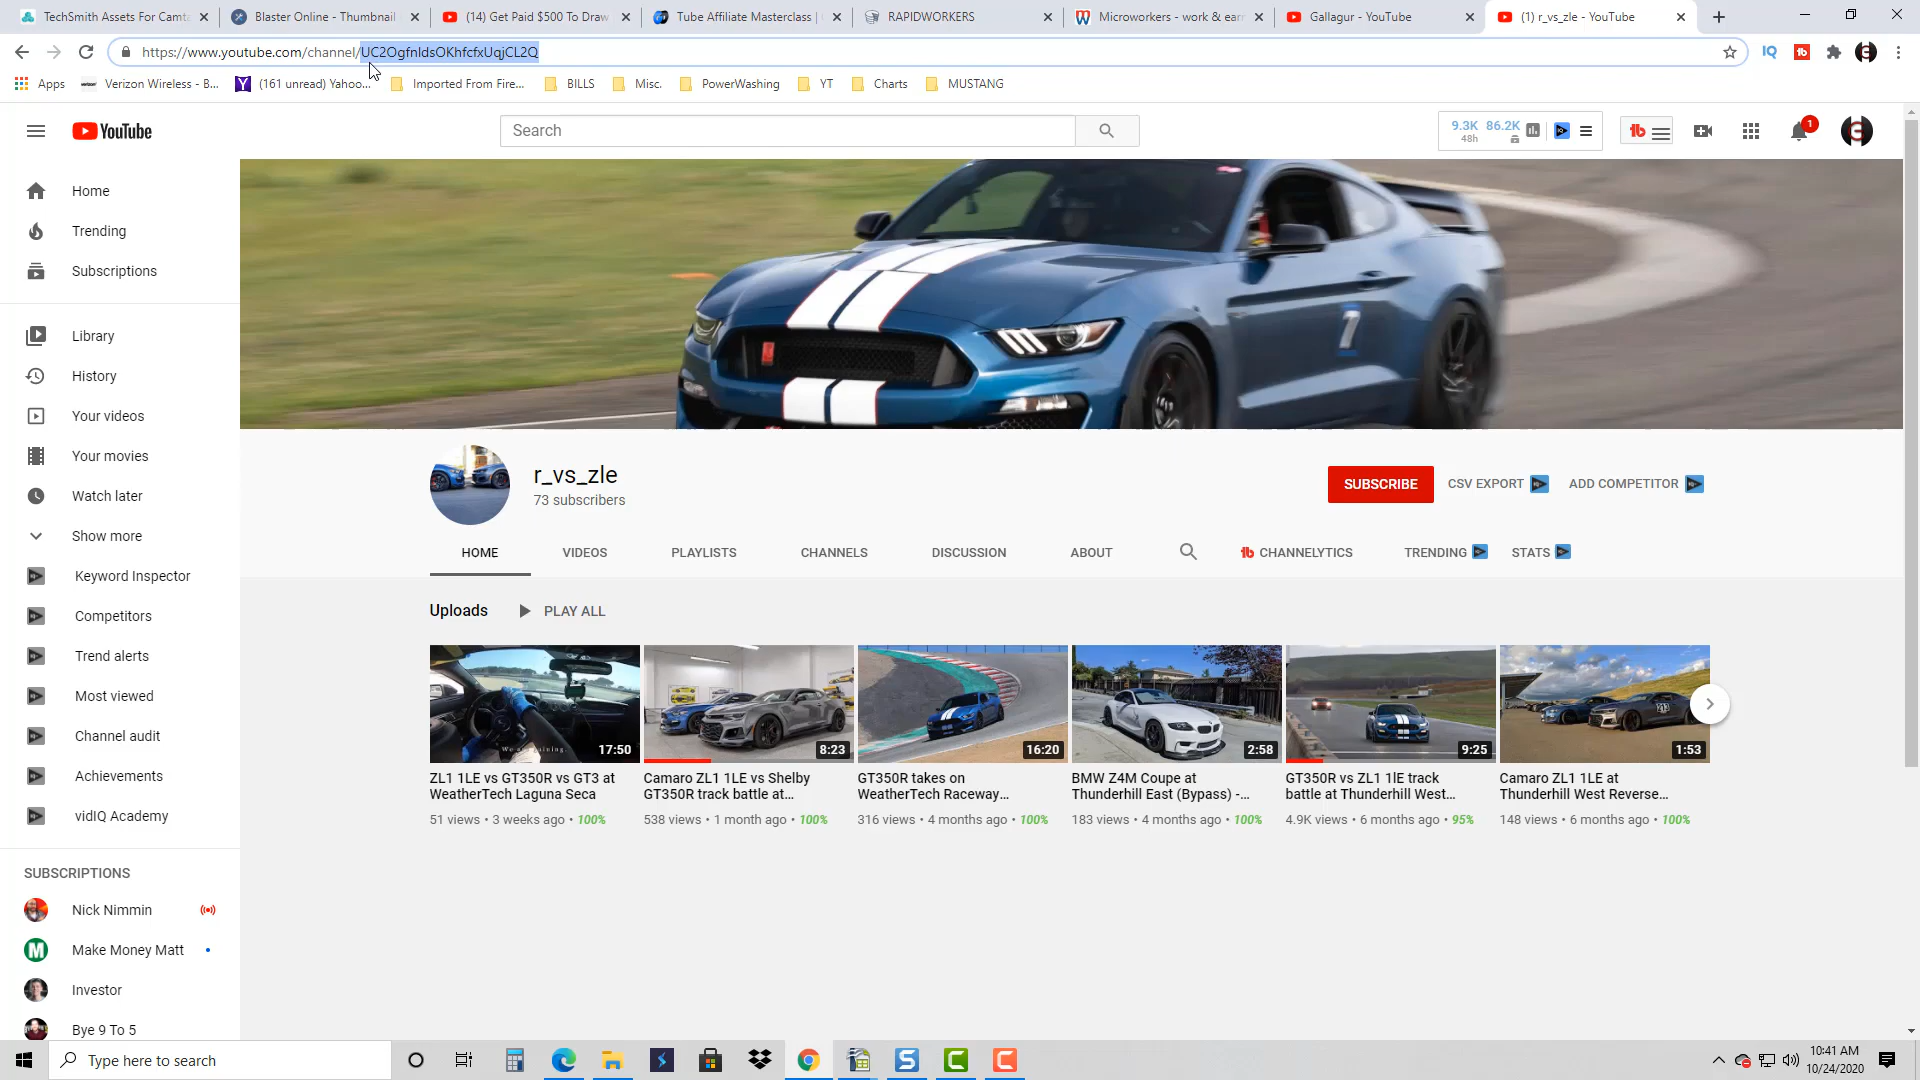 TechSmith Assets For Camta
Blaster Online - Thumbnail
(14) Get Paid $500 To Draw
Tube Affiliate Masterclass |
RAPIDWORKERS
Microworkers - work & earn
Gallagur - YouTube
(1) r_vs_zle - YouTube
https://www.youtube.com/channel/UC2OgfnIdsOKhfcfxUqjCL2Q
Apps
Verizon Wireless - B...
(161 unread) Yahoo...
Imported From Fire...
BILLS
Misc.
PowerWashing
YT
Charts
MUSTANG
YouTube
Search
9.3K 86.2K
48h
1
Home
Trending
Subscriptions
Library
History
Your videos
Your movies
Watch later
Show more
Keyword Inspector
Competitors
Trend alerts
Most viewed
Channel audit
Achievements
vidIQ Academy
SUBSCRIPTIONS
Nick Nimmin
Make Money Matt
Investor
Bye 9 To 5
r_vs_zle
73 subscribers
SUBSCRIBE
CSV EXPORT
ADD COMPETITOR
HOME
VIDEOS
PLAYLISTS
CHANNELS
DISCUSSION
ABOUT
CHANNELYTICS
TRENDING
STATS
Uploads
PLAY ALL
17:50
ZL1 1LE vs GT350R vs GT3 at
WeatherTech Laguna Seca
51 views • 3 weeks ago • 100%
8:23
Camaro ZL1 1LE vs Shelby
GT350R track battle at...
538 views • 1 month ago • 100%
16:20
GT350R takes on
WeatherTech Raceway...
316 views • 4 months ago • 100%
2:58
BMW Z4M Coupe at
Thunderhill East (Bypass) -...
183 views • 4 months ago • 100%
9:25
GT350R vs ZL1 1lE track
battle at Thunderhill West...
4.9K views • 6 months ago • 95%
1:53
Camaro ZL1 1LE at
Thunderhill West Reverse...
148 views • 6 months ago • 100%
Type here to search
10:41 AM
10/24/2020